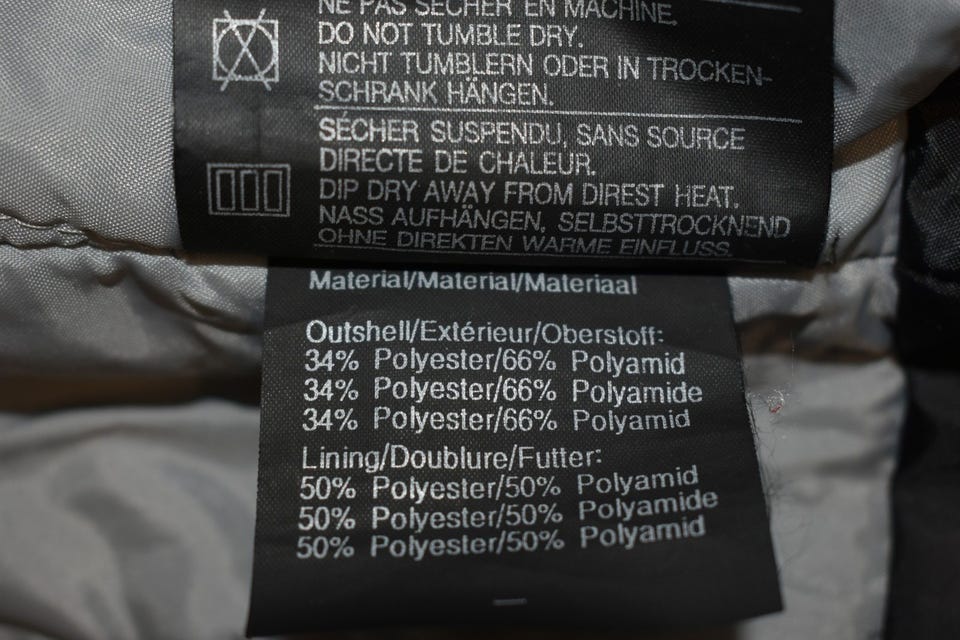 NE PAS SÉCHER EN MACHINE.
DO NOT TUMBLE DRY.
NICHT TUMBLERN ODER IN TROCKEN-
SCHRANK HÄNGEN.
SÉCHER SUSPENDU, SANS SOURCE
DIRECTE DE CHALEUR.
DIP DRY AWAY FROM DIREST HEAT.
NASS AUFHÄNGEN, SELBSTTROCKNEND
OHNE DIREKTEN WARME EINFLUSS.
Material/Material/Materiaal
Outshell/Extérieur/Oberstoff:
34% Polyester/66% Polyamid
34% Polyester/66% Polyamide
34% Polyester/66% Polyamid
Lining/Doublure/Futter:
50% Polyester/50% Polyamid
50% Polyester/50% Polyamide
50% Polyester/50% Polyamid